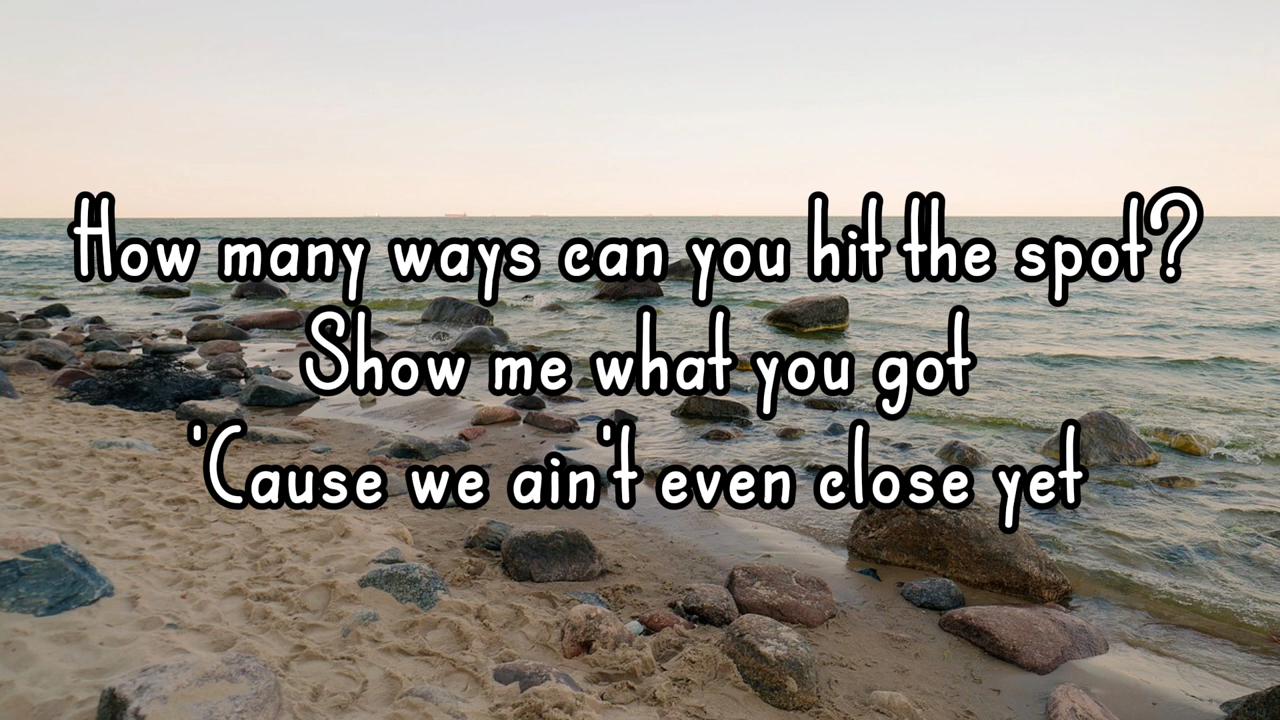 How many ways can you hit the spot?
Show me what you got
'Cause we ain't even close yet